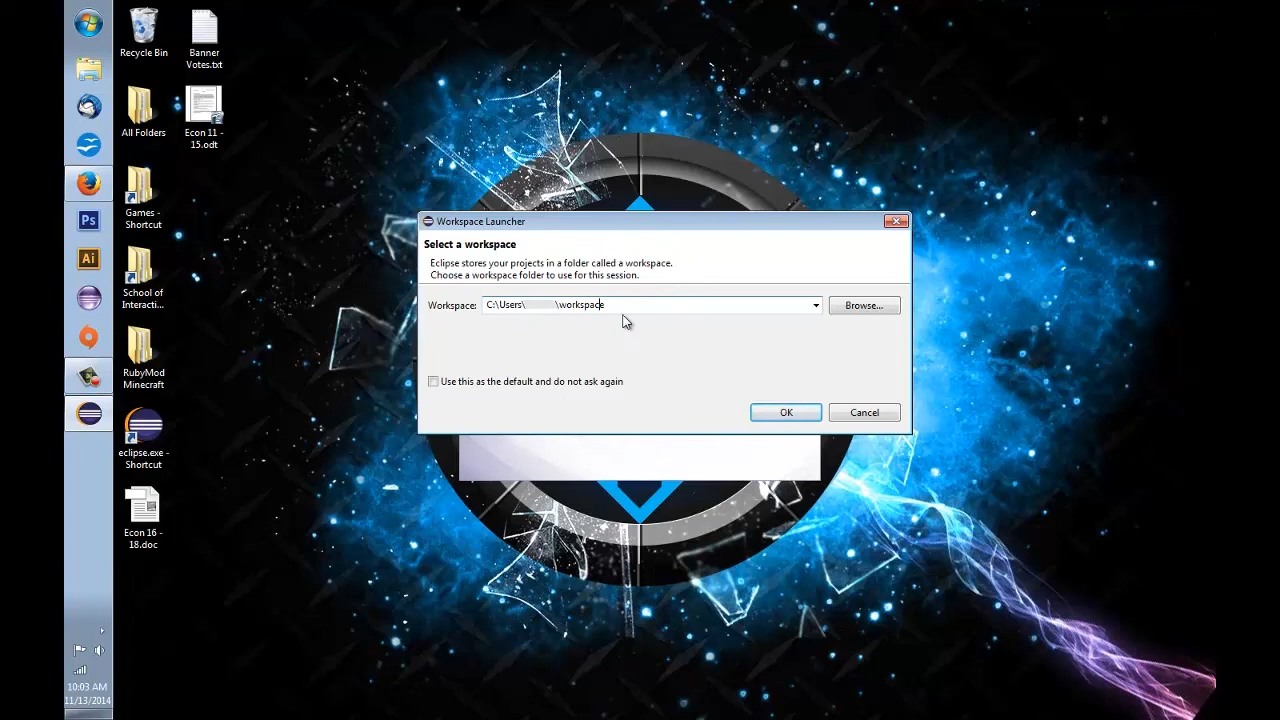 Recycle Bin
Banner
Votes.txt
All Folders
Econ 11 -
15.odt
Games -
Shortcut
School of
Interacti...
RubyMod
Minecraft
eclipse.exe -
Shortcut
Econ 16 -
18.doc
Ps
Ai
10:03 AM
11/13/2014
Workspace Launcher
Select a workspace
Eclipse stores your projects in a folder called a workspace.
Choose a workspace folder to use for this session.
Workspace: C:\Users\ \workspace Browse...
Use this as the default and do not ask again
OK Cancel